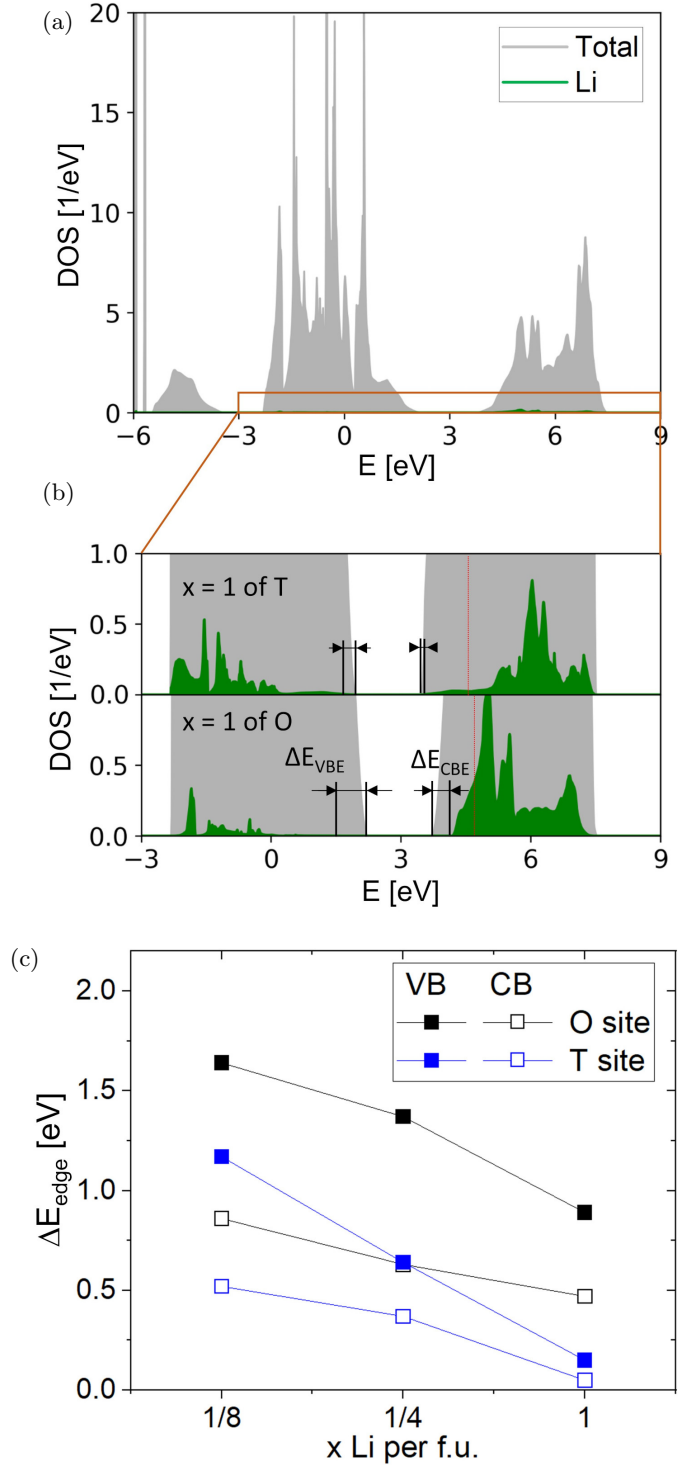 (a)
DOS [1/eV]
20
15
10
5
0
Total
Li
−6 −3 0 3 6 9
E [eV]
(b)
DOS [1/eV]
1.0
0.5
0.0
x = 1 of T
0.5
0.0
x = 1 of O
ΔE_VBE ΔE_CBE
−3 0 3 6 9
E [eV]
(c)
ΔE_edge [eV]
2.0
1.5
1.0
0.5
0.0
VB CB
O site
T site
1/8 1/4 1
x Li per f.u.